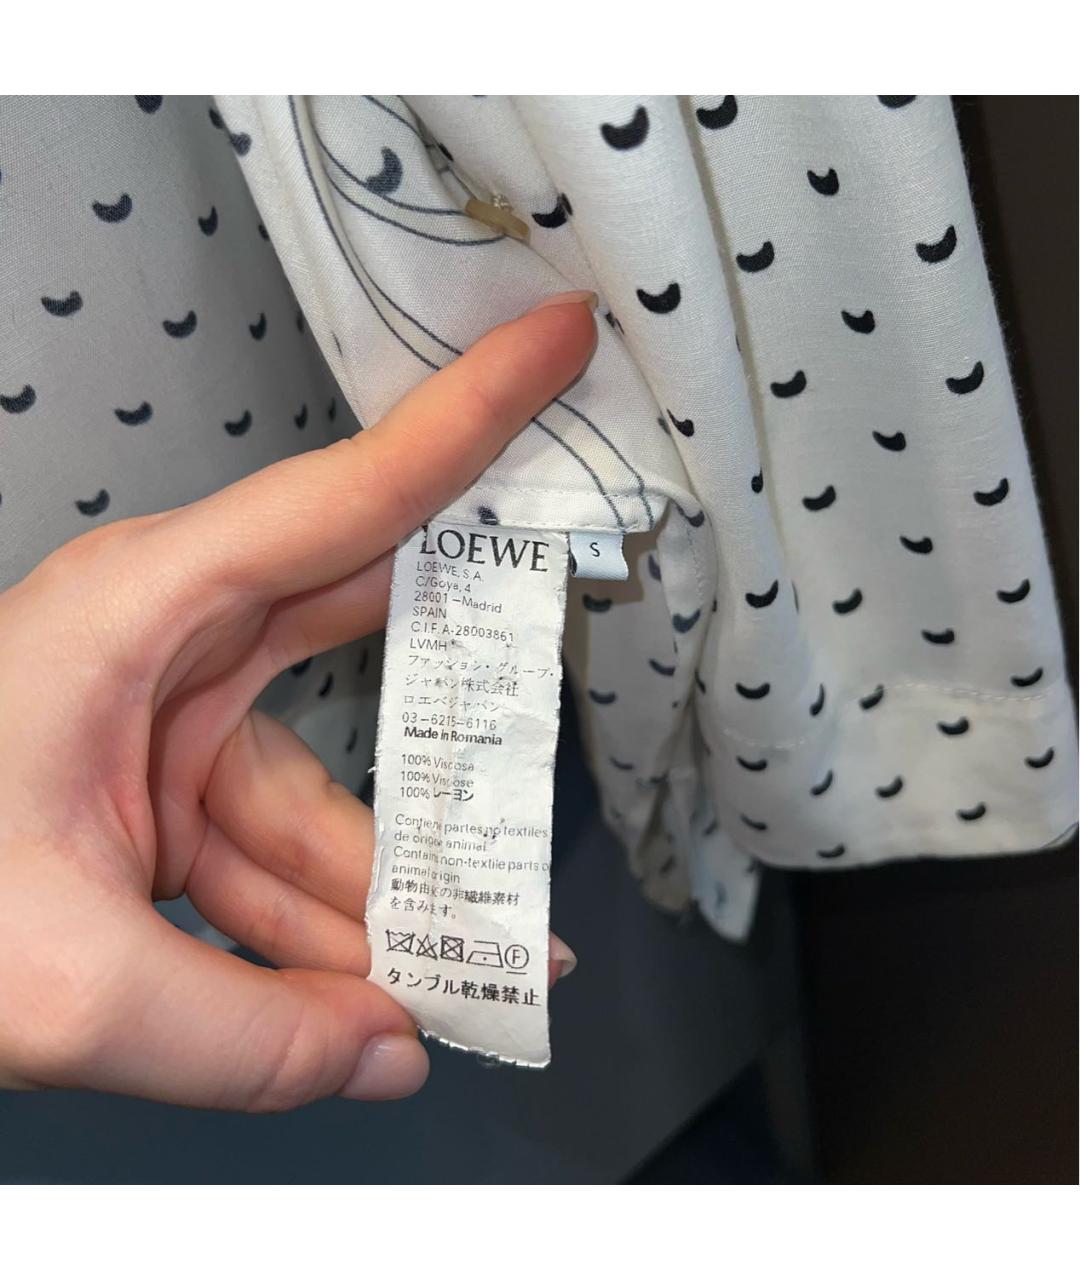 LOEWE
S
LOEWE, S.A.
C/Goya, 4
28001 – Madrid
SPAIN
C.I.F. A-28003861
LVMH
ファッション・グループ・
ジャパン株式会社
ロエベジャパン
03-6215-6116
Made in Romania
100% Viscosa
100% Viscose
100% レーヨン
Contiene partes no textiles
de origen animal
Contains non-textile parts of
animal origin
動物由来の非繊維素材
を含みます。
F
タンブル乾燥禁止